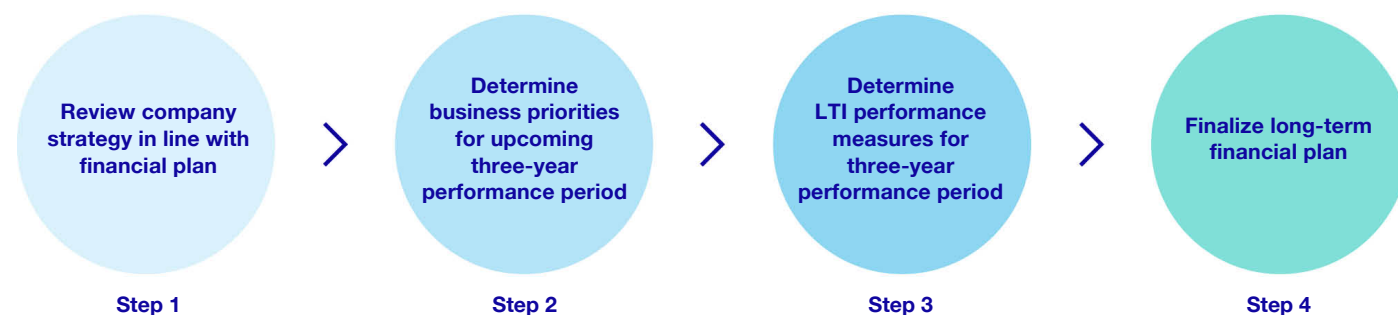 Review company
strategy in line with
financial plan
Step 1
Determine
business priorities
for upcoming
three-year
performance period
Step 2
Determine
LTI performance
measures for
three-year
performance period
Step 3
Finalize long-term
financial plan
Step 4